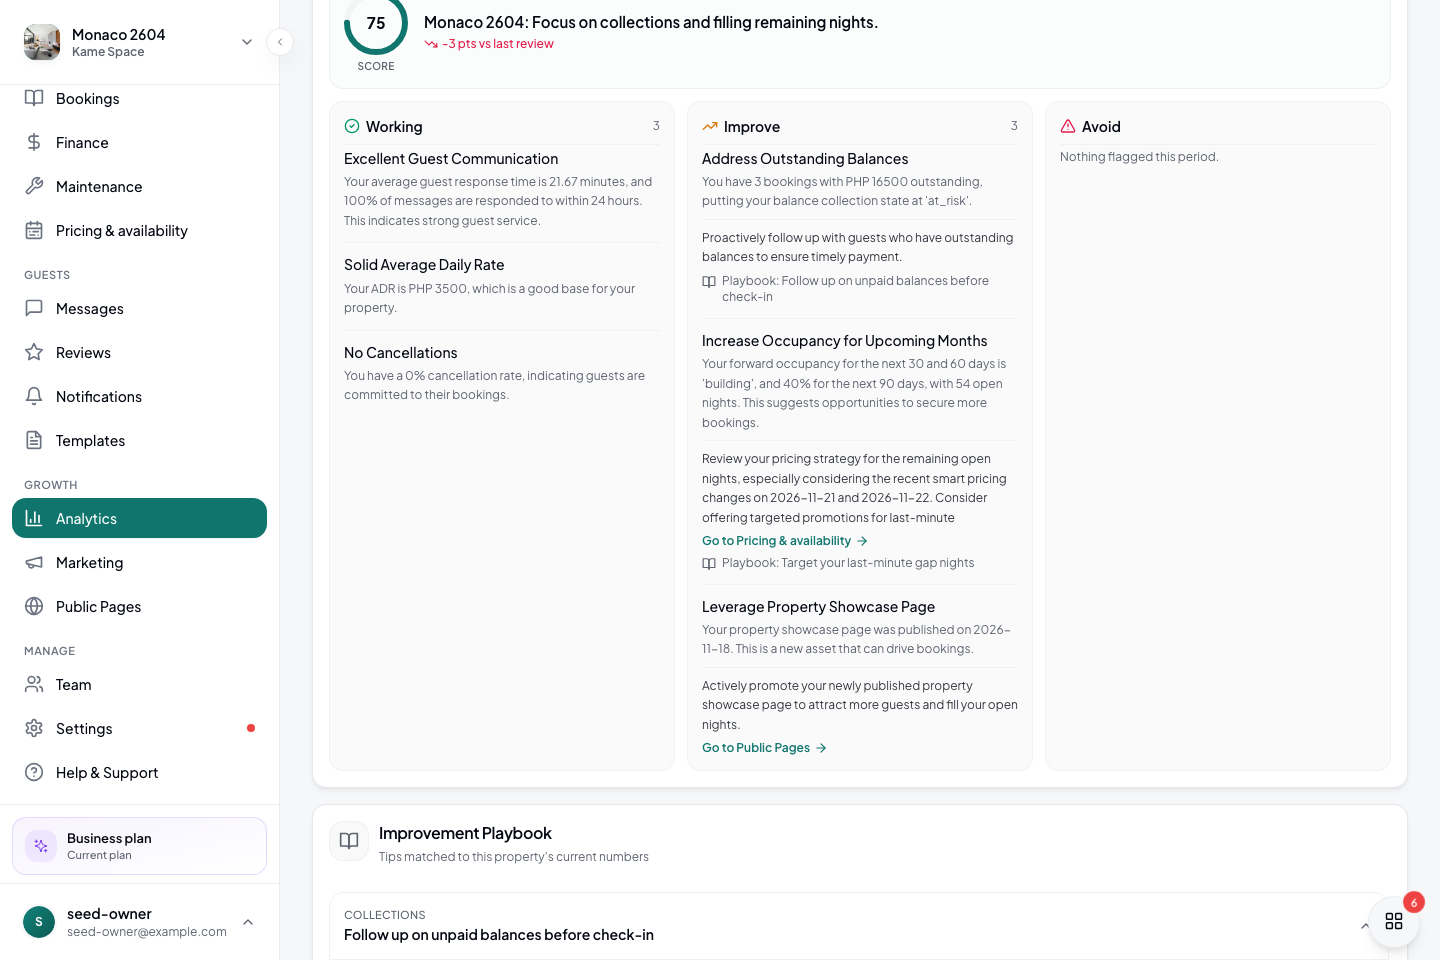 Monaco 2604
Kame Space
Bookings
Finance
Maintenance
Pricing & availability
GUESTS
Messages
Reviews
Notifications
Templates
GROWTH
Analytics
Marketing
Public Pages
MANAGE
Team
Settings
Help & Support
Business plan
Current plan
S
seed-owner
seed-owner@example.com
75
SCORE
Monaco 2604: Focus on collections and filling remaining nights.
-3 pts vs last review
Working
3
Excellent Guest Communication
Your average guest response time is 21.67 minutes, and
100% of messages are responded to within 24 hours.
This indicates strong guest service.
Solid Average Daily Rate
Your ADR is PHP 3500, which is a good base for your
property.
No Cancellations
You have a 0% cancellation rate, indicating guests are
committed to their bookings.
Improve
3
Address Outstanding Balances
You have 3 bookings with PHP 16500 outstanding,
putting your balance collection state at 'at_risk'.
Proactively follow up with guests who have outstanding
balances to ensure timely payment.
Playbook: Follow up on unpaid balances before
check-in
Increase Occupancy for Upcoming Months
Your forward occupancy for the next 30 and 60 days is
'building', and 40% for the next 90 days, with 54 open
nights. This suggests opportunities to secure more
bookings.
Review your pricing strategy for the remaining open
nights, especially considering the recent smart pricing
changes on 2026-11-21 and 2026-11-22. Consider
offering targeted promotions for last-minute
Go to Pricing & availability →
Playbook: Target your last-minute gap nights
Leverage Property Showcase Page
Your property showcase page was published on 2026-
11-18. This is a new asset that can drive bookings.
Actively promote your newly published property
showcase page to attract more guests and fill your open
nights.
Go to Public Pages →
Avoid
Nothing flagged this period.
Improvement Playbook
Tips matched to this property's current numbers
COLLECTIONS
Follow up on unpaid balances before check-in
6